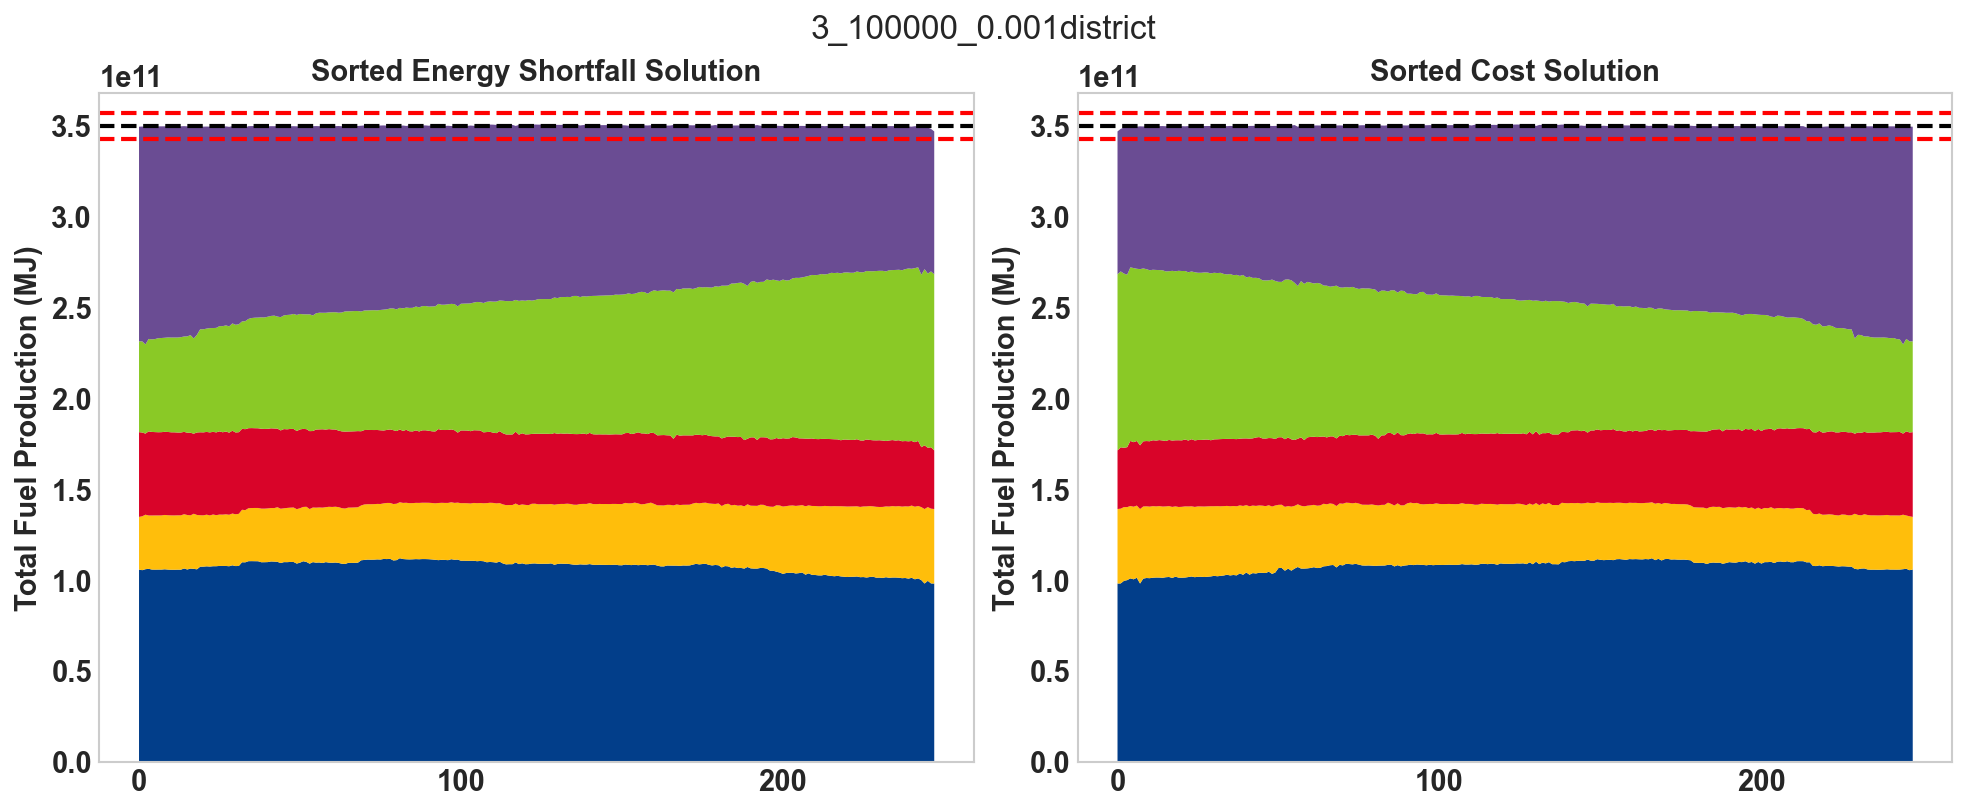 3_100000_0.001district
Sorted Energy Shortfall Solution
1e11
Total Fuel Production (MJ)
3.5
3.0
2.5
2.0
1.5
1.0
0.5
0.0
0 100 200
Sorted Cost Solution
1e11
Total Fuel Production (MJ)
3.5
3.0
2.5
2.0
1.5
1.0
0.5
0.0
0 100 200